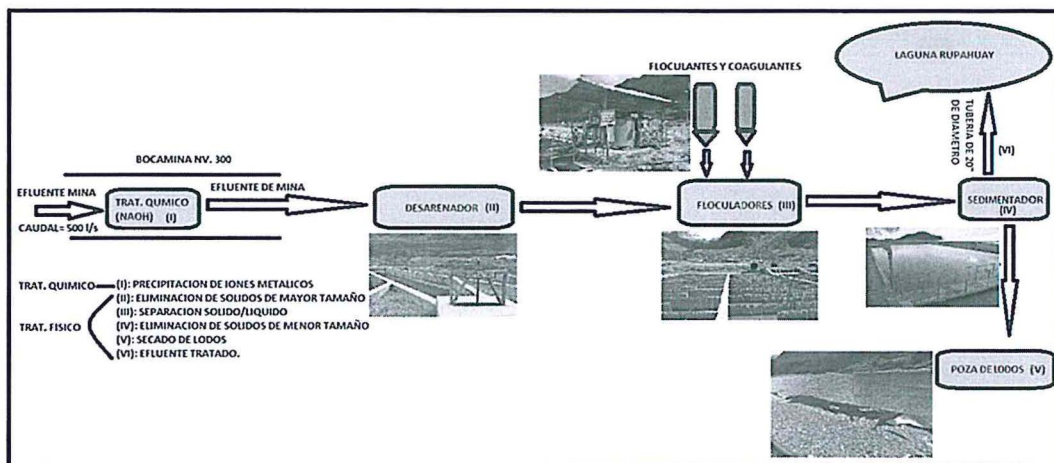 LAGUNA RUPAHUAY
FLOCULANTES Y COAGULANTES
TUBERIA DE 20"
DE DIAMETRO
(VI)
BOCAMINA NV. 300
EFLUENTE MINA
TRAT. QUMICO
(NAOH) (I)
EFLUENTE DE MINA
CAUDAL= 500 l/s
DESARENADOR (II)
FLOCULADORES (III)
SEDIMENTADOR
(IV)
TRAT. QUIMICO
(I): PRECIPITACION DE IONES METALICOS
(II): ELIMINACION DE SOLIDOS DE MAYOR TAMAÑO
(III): SEPARACION SOLIDO/LIQUIDO
TRAT. FISICO
(IV): ELIMINACION DE SOLIDOS DE MENOR TAMAÑO
(V): SECADO DE LODOS
(VI): EFLUENTE TRATADO.
POZA DE LODOS (V)